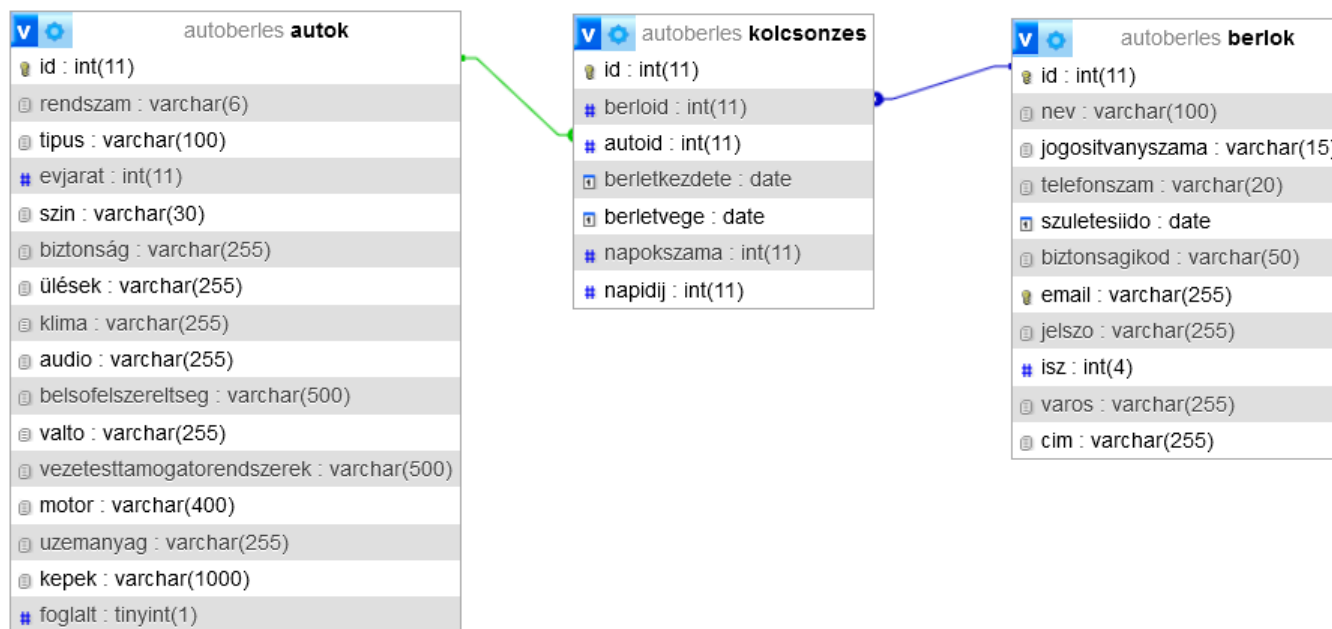 autoberles autok
id : int(11)
rendszam : varchar(6)
tipus : varchar(100)
evjarat : int(11)
szin : varchar(30)
biztonság : varchar(255)
ülések : varchar(255)
klima : varchar(255)
audio : varchar(255)
belsofelszereltseg : varchar(500)
valto : varchar(255)
vezetesttamogatorendszerek : varchar(500)
motor : varchar(400)
uzemanyag : varchar(255)
kepek : varchar(1000)
foglalt : tinyint(1)
autoberles kolcsonzes
id : int(11)
berloid : int(11)
autoid : int(11)
berletkezdete : date
berletvege : date
napokszama : int(11)
napidij : int(11)
autoberles berlok
id : int(11)
nev : varchar(100)
jogositvanyszama : varchar(15)
telefonszam : varchar(20)
szuletesiido : date
biztonsagikod : varchar(50)
email : varchar(255)
jelszo : varchar(255)
isz : int(4)
varos : varchar(255)
cim : varchar(255)